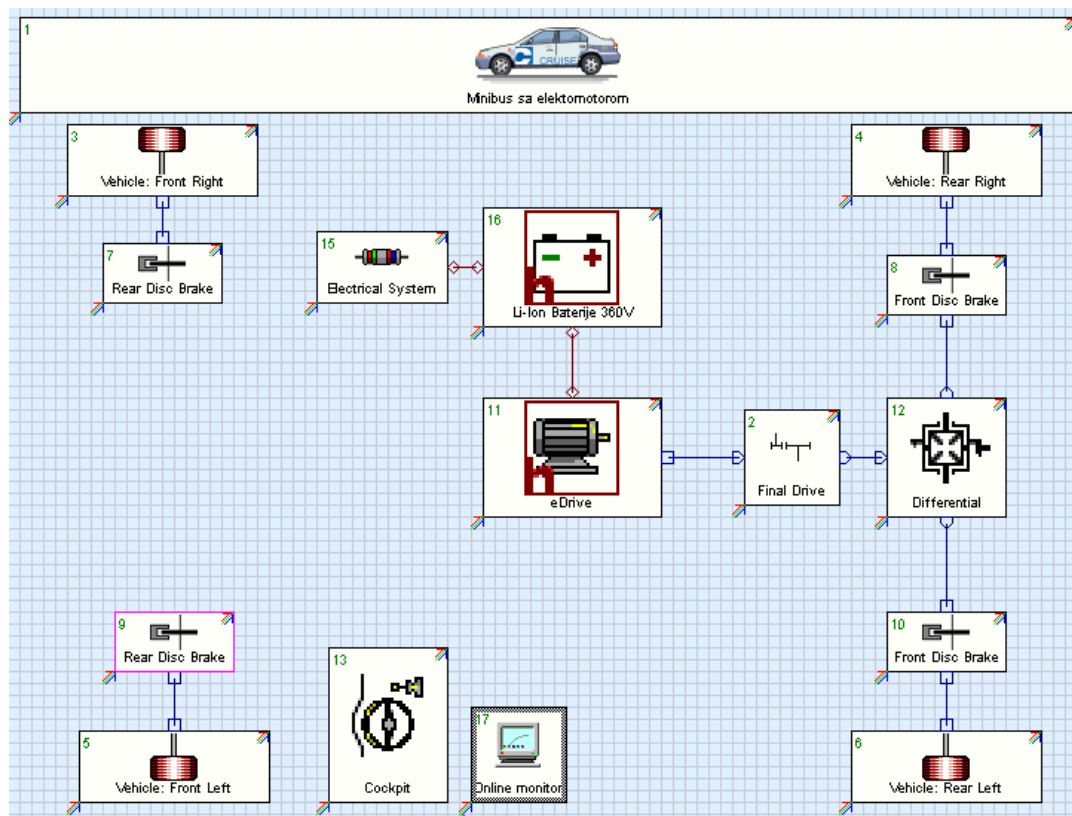 1
CRUISE
Minibus sa elektomotorom
3
Vehicle: Front Right
4
Vehicle: Rear Right
7
Rear Disc Brake
15
Electrical System
16
Li-Ion Baterije 360V
8
Front Disc Brake
11
eDrive
2
Final Drive
12
Differential
9
Rear Disc Brake
13
Cockpit
17
Online monitor
10
Front Disc Brake
5
Vehicle: Front Left
6
Vehicle: Rear Left